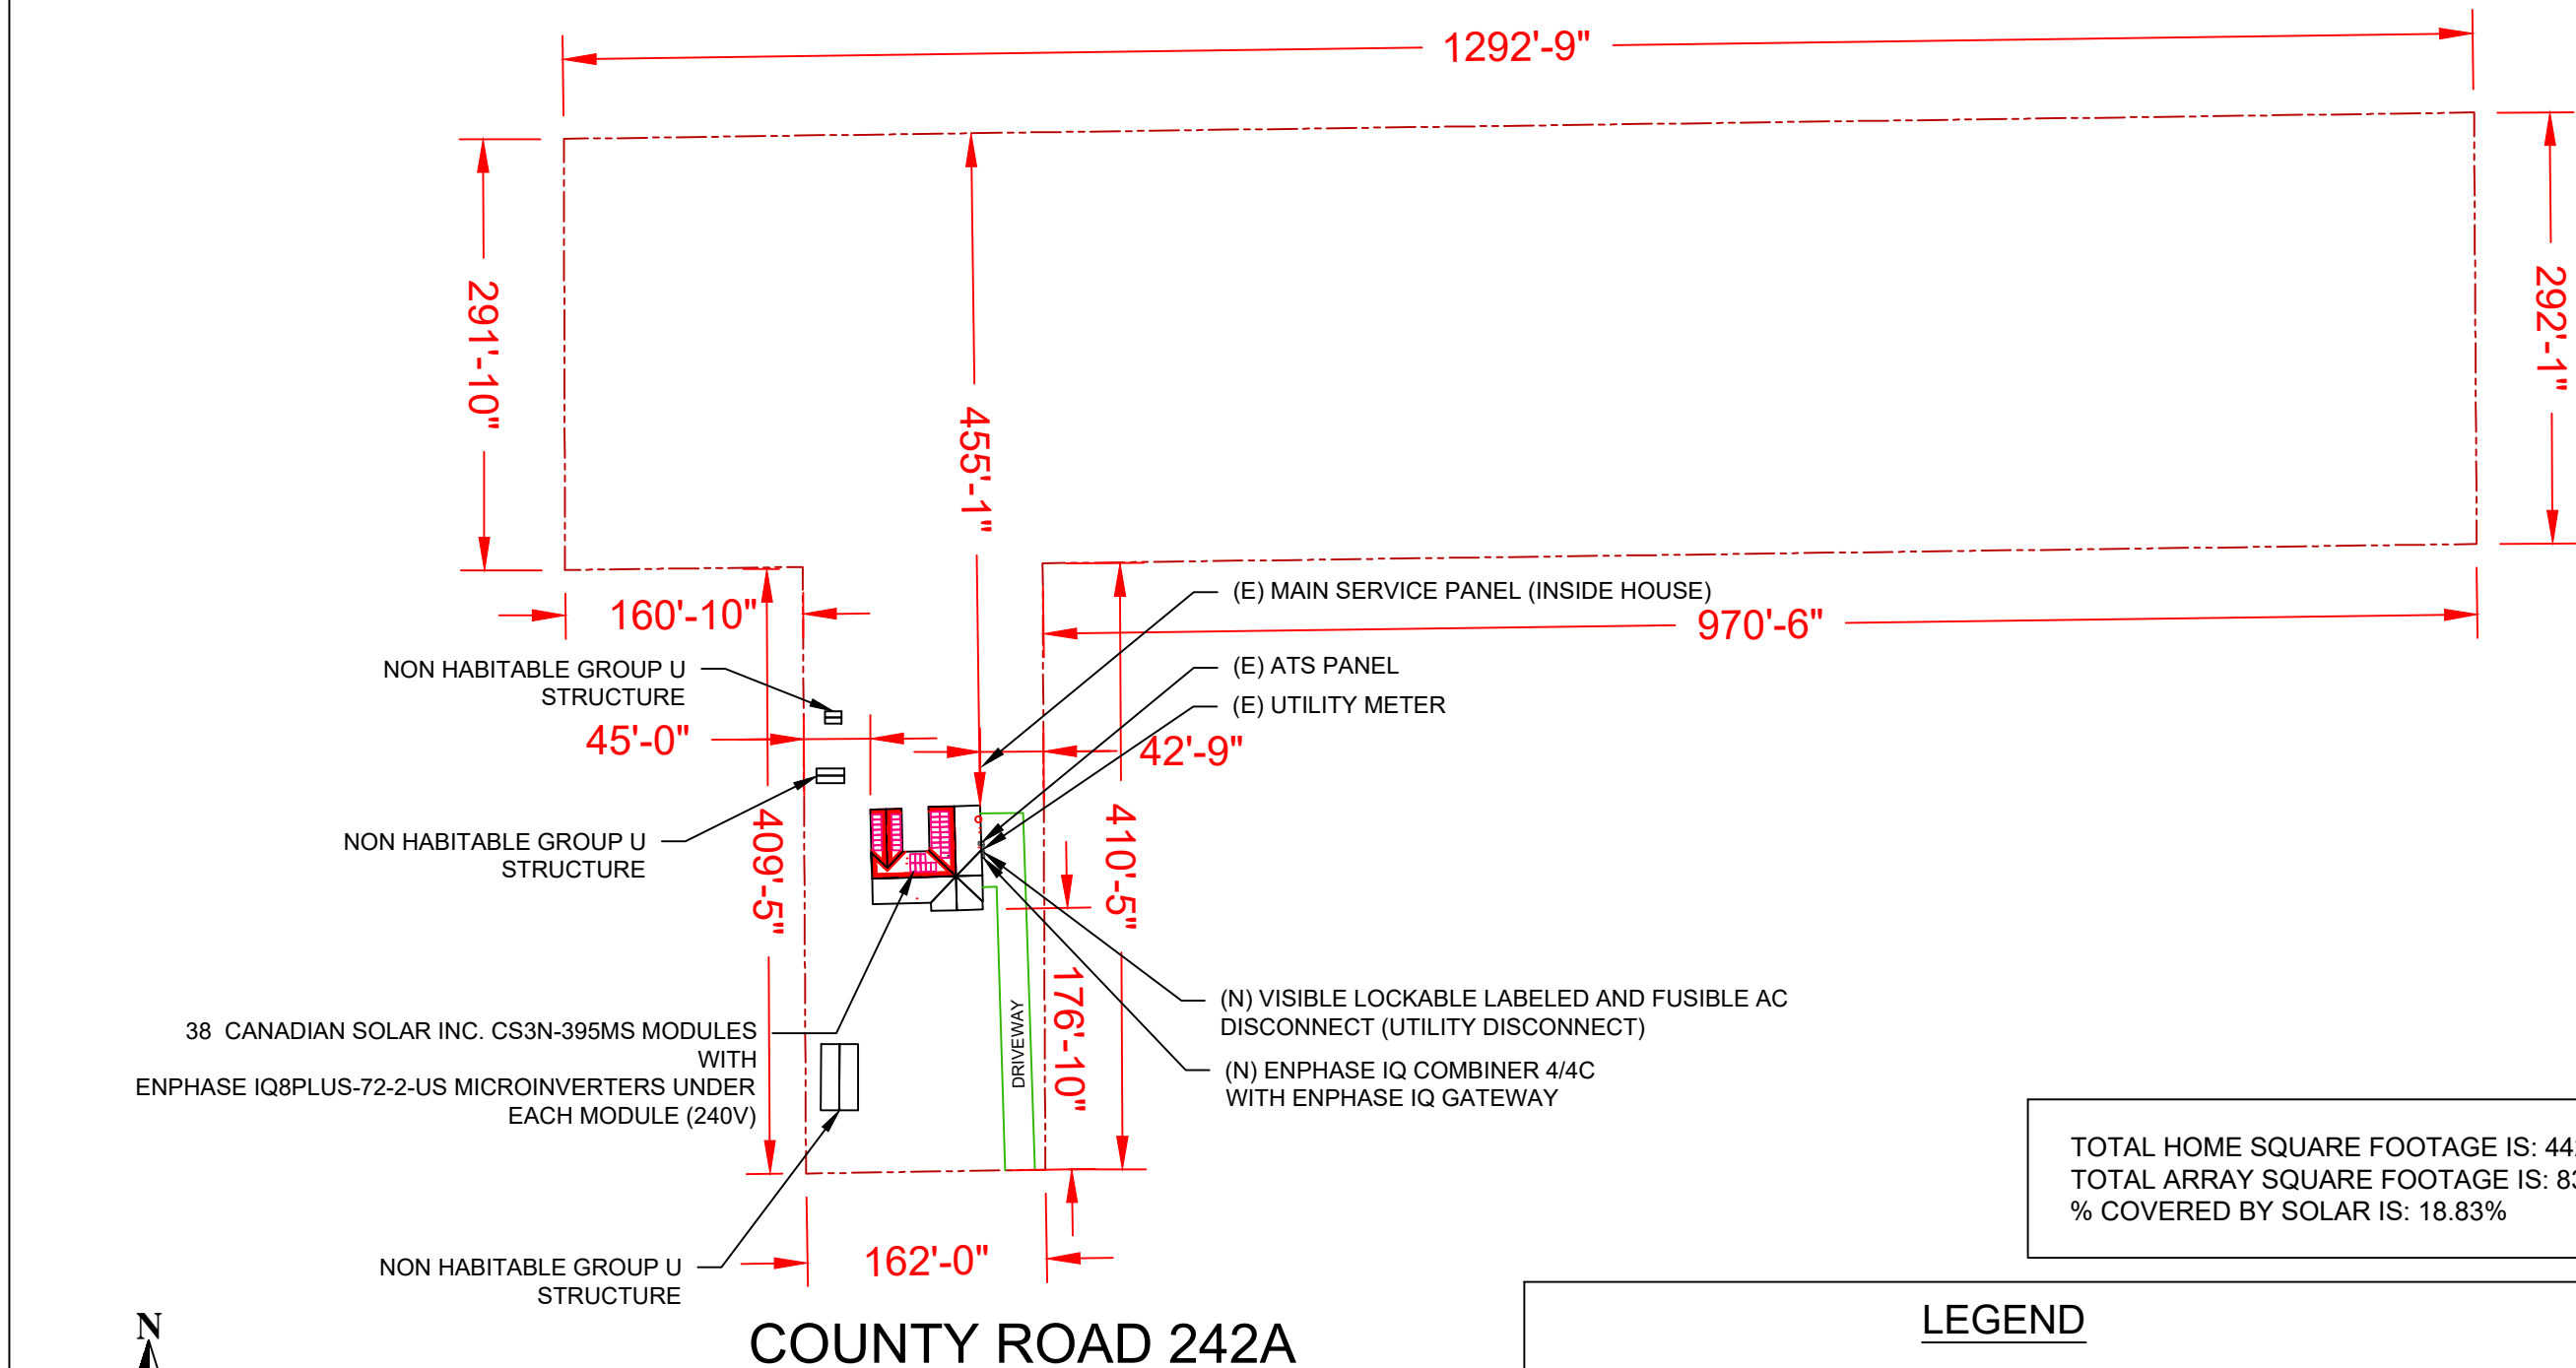 1292'-9"
291'-10"
292'-1"
455'-1"
160'-10"
970'-6"
(E) MAIN SERVICE PANEL (INSIDE HOUSE)
(E) ATS PANEL
(E) UTILITY METER
NON HABITABLE GROUP U
STRUCTURE
45'-0"
42'-9"
NON HABITABLE GROUP U
STRUCTURE
409'-5"
410'-5"
176'-10"
DRIVEWAY
(N) VISIBLE LOCKABLE LABELED AND FUSIBLE AC
DISCONNECT (UTILITY DISCONNECT)
38 CANADIAN SOLAR INC. CS3N-395MS MODULES
WITH
ENPHASE IQ8PLUS-72-2-US MICROINVERTERS UNDER
EACH MODULE (240V)
(N) ENPHASE IQ COMBINER 4/4C
WITH ENPHASE IQ GATEWAY
TOTAL HOME SQUARE FOOTAGE IS:
TOTAL ARRAY SQUARE FOOTAGE IS:
% COVERED BY SOLAR IS: 18.83%
162'-0"
NON HABITABLE GROUP U
STRUCTURE
N
COUNTY ROAD 242A
LEGEND